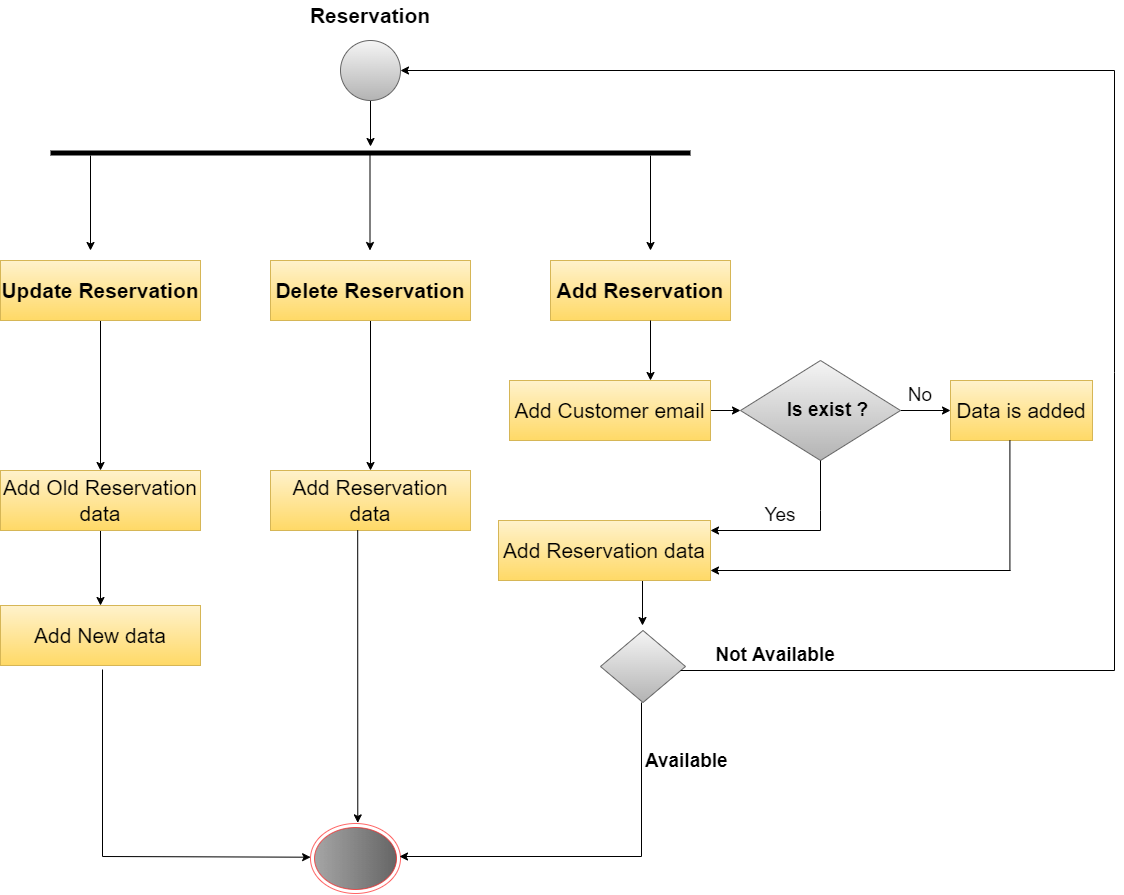 Reservation
Update Reservation
Delete Reservation
Add Reservation
Add Customer email
Is exist ?
No
Data is added
Add Old Reservation
data
Add Reservation
data
Yes
Add Reservation data
Add New data
Not Available
Available